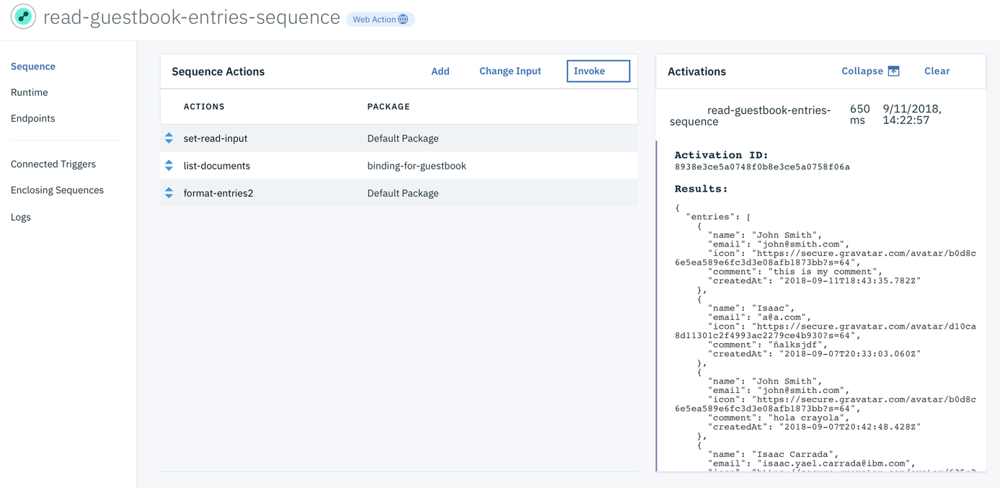 read-guestbook-entries-sequence Web Action
Sequence
Runtime
Endpoints
Connected Triggers
Enclosing Sequences
Logs
Sequence Actions Add Change Input Invoke
ACTIONS PACKAGE
set-read-input Default Package
list-documents binding-for-guestbook
format-entries2 Default Package
Activations Collapse Clear
read-guestbook-entries-
sequence
650
ms
9/11/2018,
14:22:57
Activation ID:
8938e3ce5a0748f0b8e3ce5a0758f06a
Results:
{
"entries": [
{
"name": "John Smith",
"email": "john@smith.com",
"icon": "https://secure.gravatar.com/avatar/b0d8c
6e5ea589e6fc3d3e08afb1873bb?s=64",
"comment": "this is my comment",
"createdAt": "2018-09-11T18:43:35.782Z"
},
{
"name": "Isaac",
"email": "a@a.com",
"icon": "https://secure.gravatar.com/avatar/d10ca
8d11301c2f4993ac2279ce4b930?s=64",
"comment": "ñalksjdf",
"createdAt": "2018-09-07T20:33:03.060Z"
},
{
"name": "John Smith",
"email": "john@smith.com",
"icon": "https://secure.gravatar.com/avatar/b0d8c
6e5ea589e6fc3d3e08afb1873bb?s=64",
"comment": "hola crayola",
"createdAt": "2018-09-07T20:42:48.428Z"
},
{
"name": "Isaac Carrada",
"email": "isaac.yael.carrada@ibm.com",